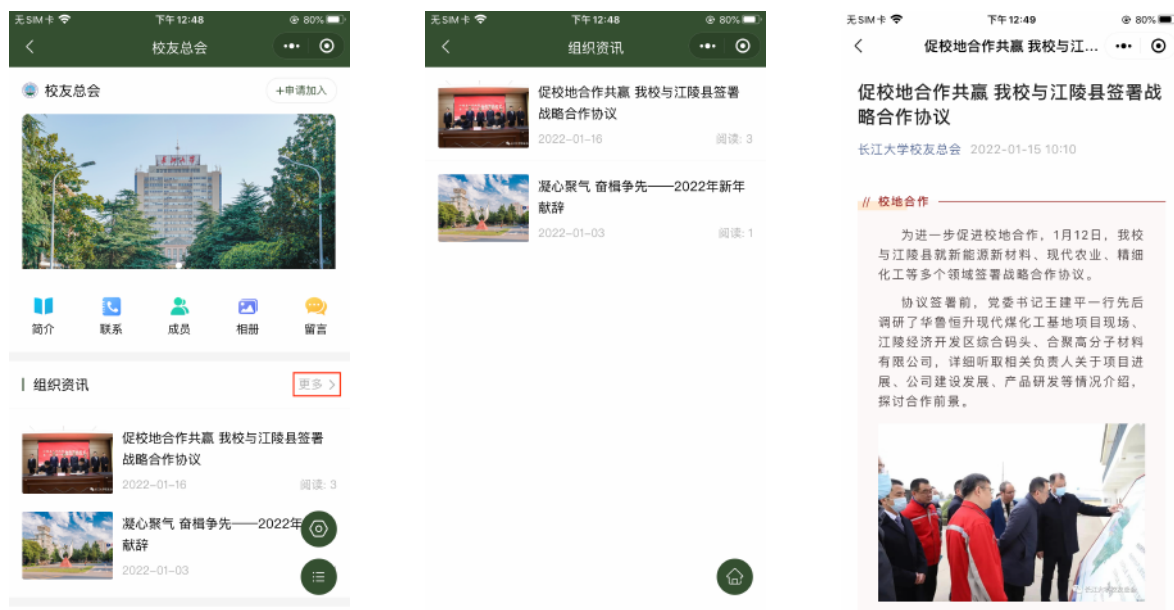 无SIM卡
下午12:48
80%
校友总会
校友总会
+申请加入
长江大学
简介
联系
成员
相册
留言
组织资讯
更多
促校地合作共赢 我校与江陵县签署
战略合作协议
2022-01-16
阅读: 3
凝心聚气 奋楫争先——2022年
献辞
2022-01-03
无SIM卡
下午12:48
80%
组织资讯
促校地合作共赢 我校与江陵县签署
战略合作协议
2022-01-16
阅读: 3
凝心聚气 奋楫争先——2022年新年
献辞
2022-01-03
阅读: 1
无SIM卡
下午12:49
80%
促校地合作共赢 我校与江...
促校地合作共赢 我校与江陵县签署战
略合作协议
长江大学校友总会 2022-01-15 10:10
// 校地合作
为进一步促进校地合作，1月12日，我校
与江陵县就新能源新材料、现代农业、精细
化工等多个领域签署战略合作协议。
协议签署前，党委书记王建平一行先后
调研了华鲁恒升现代煤化工基地项目现场、
江陵经济开发区综合码头、合聚高分子材料
有限公司，详细听取相关负责人关于项目进
展、公司建设发展、产品研发等情况介绍，
探讨合作前景。
长江大学校友总会